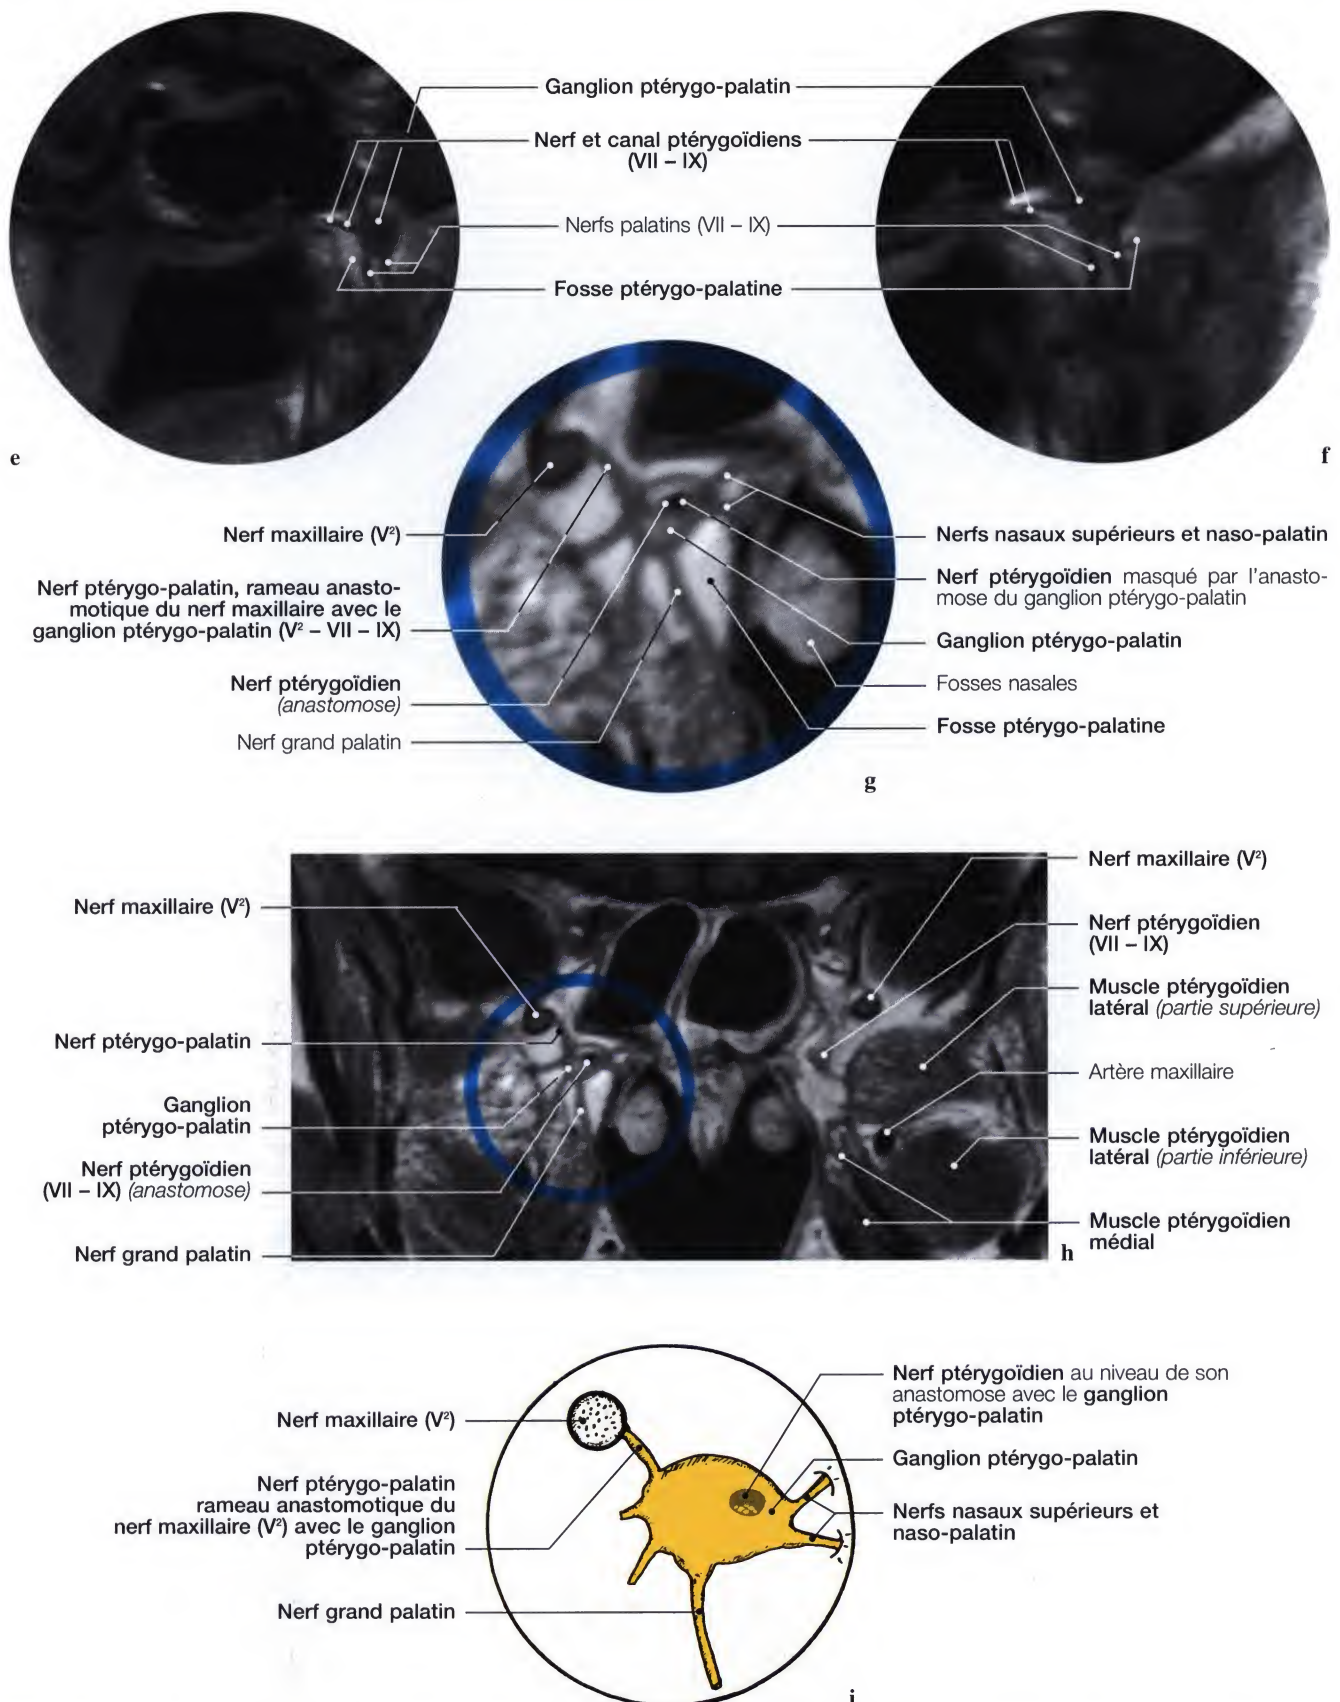 Ganglion ptérygo-palatin
Nerf et canal ptérygoïdiens
(VII – IX)
Nerfs palatins (VII – IX)
Fosse ptérygo-palatine
e
f
Nerf maxillaire (V²)
Nerf ptérygo-palatin, rameau anasto-
motique du nerf maxillaire avec le
ganglion ptérygo-palatin (V² – VII – IX)
Nerf ptérygoïdien
(anastomose)
Nerf grand palatin
Nerfs nasaux supérieurs et naso-palatin
Nerf ptérygoïdien masqué par l'anasto-
mose du ganglion ptérygo-palatin
Ganglion ptérygo-palatin
Fosses nasales
Fosse ptérygo-palatine
g
Nerf maxillaire (V²)
Nerf ptérygo-palatin
Ganglion
ptérygo-palatin
Nerf ptérygoïdien
(VII – IX) (anastomose)
Nerf grand palatin
Nerf maxillaire (V²)
Nerf ptérygoïdien
(VII – IX)
Muscle ptérygoïdien
latéral (partie supérieure)
Artère maxillaire
Muscle ptérygoïdien
latéral (partie inférieure)
Muscle ptérygoïdien
médial
h
Nerf maxillaire (V²)
Nerf ptérygo-palatin
rameau anastomotique du
nerf maxillaire (V²) avec le ganglion
ptérygo-palatin
Nerf grand palatin
Nerf ptérygoïdien au niveau de son
anastomose avec le ganglion
ptérygo-palatin
Ganglion ptérygo-palatin
Nerfs nasaux supérieurs et
naso-palatin
i